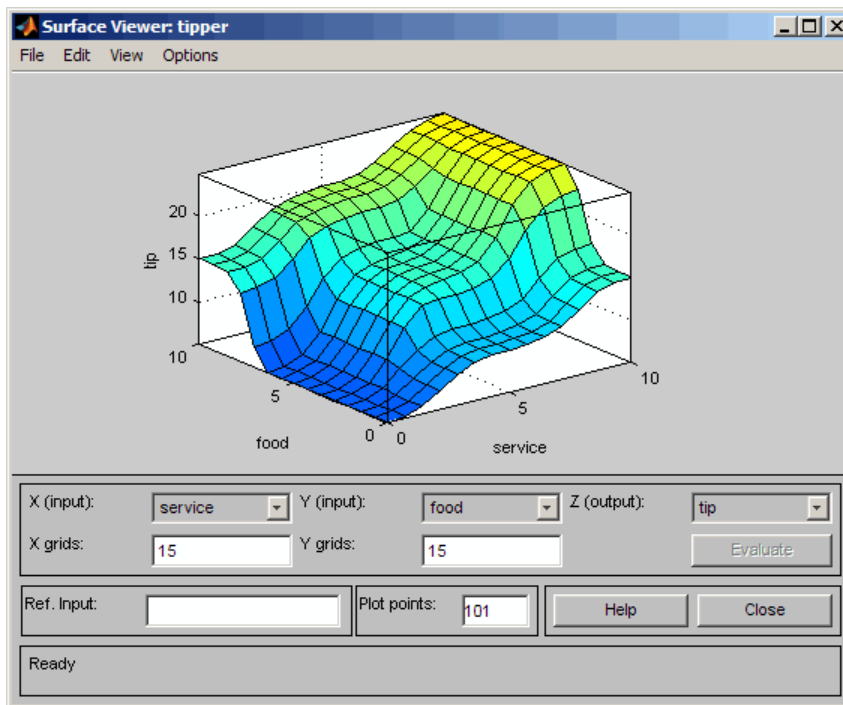 Surface Viewer: tipper
File Edit View Options
20
15
10
tip
10
5
0
food
0
5
10
service
X (input): service Y (input): food Z (output): tip
X grids: 15 Y grids: 15 Evaluate
Ref. Input: Plot points: 101 Help Close
Ready